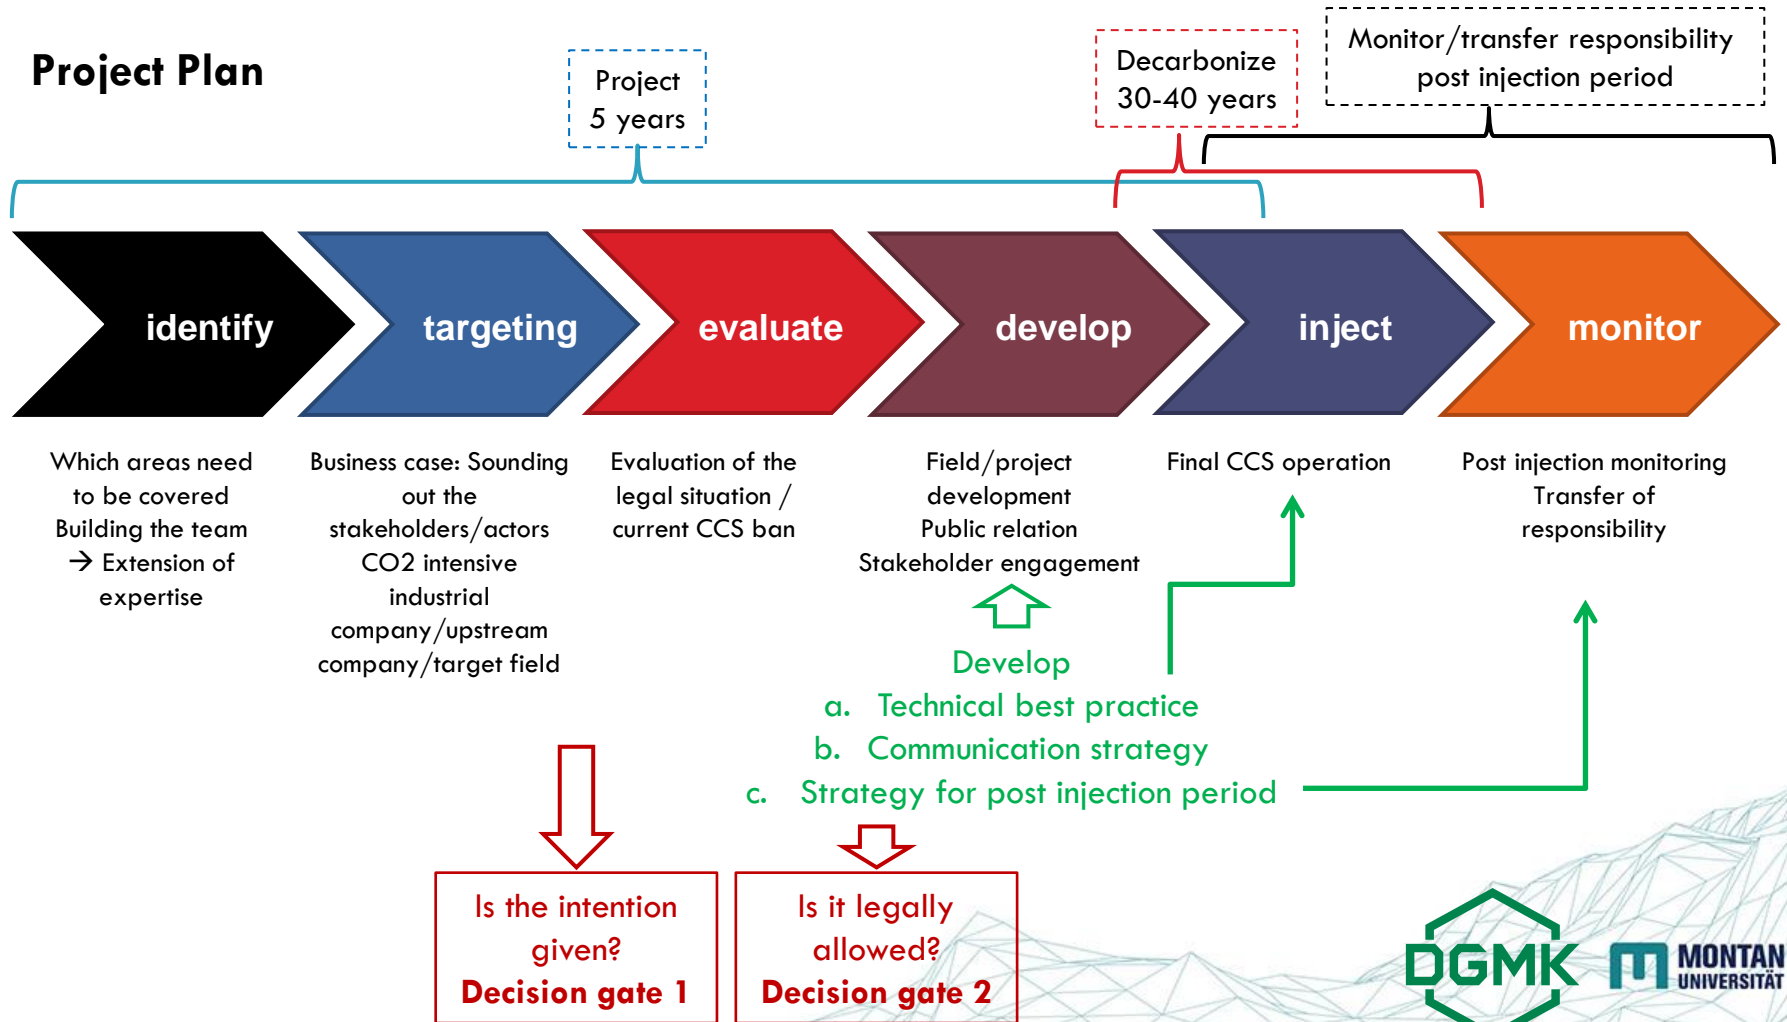 Project Plan
Project
5 years
Decarbonize
30-40 years
Monitor/transfer responsibility
post injection period
identify
targeting
evaluate
develop
inject
monitor
Which areas need
to be covered
Building the team
→ Extension of
expertise
Business case: Sounding
out the
stakeholders/actors
CO2 intensive
industrial
company/upstream
company/target field
Evaluation of the
legal situation /
current CCS ban
Field/project
development
Public relation
Stakeholder engagement
Final CCS operation
Post injection monitoring
Transfer of
responsibility
Develop
a. Technical best practice
b. Communication strategy
c. Strategy for post injection period
Is the intention
given?
Decision gate 1
Is it legally
allowed?
Decision gate 2
DGMK
MONTAN
UNIVERSITÄT